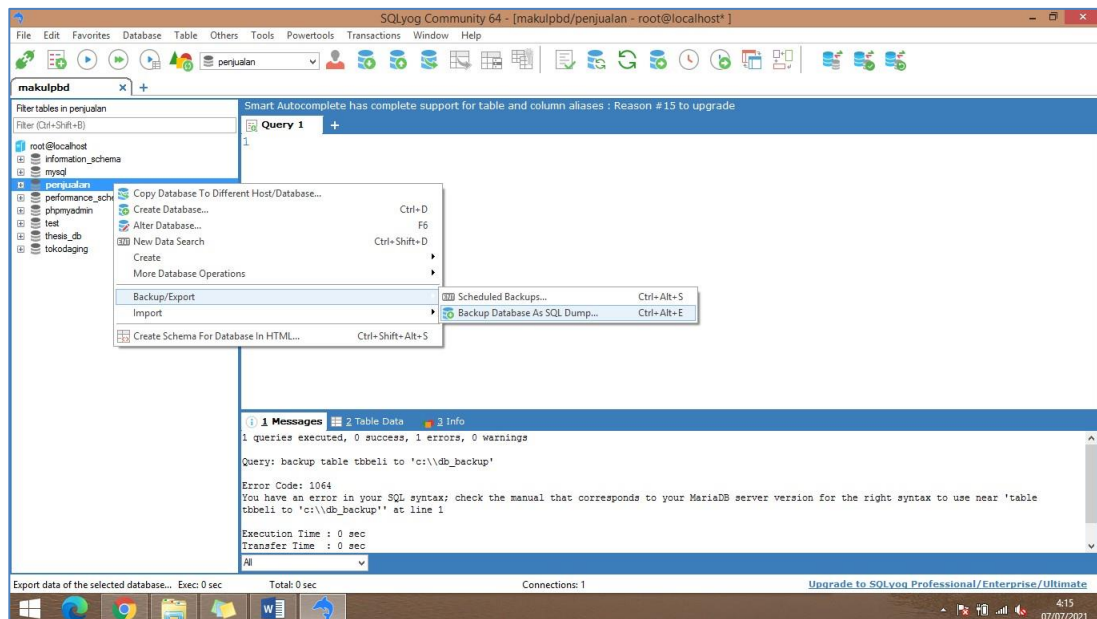 SQLyog Community 64 - [makulpbd/penjualan - root@localhost* ]
File Edit Favorites Database Table Others Tools Powertools Transactions Window Help
penjualan
makulpbd x +
Filter tables in penjualan
Filter (Ctrl+Shift+B)
root@localhost
information_schema
mysql
penjualan
performance_sche
phpmyadmin
test
thesis_db
tokodaging
Smart Autocomplete has complete support for table and column aliases : Reason #15 to upgrade
Query 1 +
1
Copy Database To Different Host/Database...
Create Database... Ctrl+D
Alter Database... F6
New Data Search Ctrl+Shift+D
Create
More Database Operations
Backup/Export
Import
Create Schema For Database In HTML... Ctrl+Shift+Alt+S
Scheduled Backups... Ctrl+Alt+S
Backup Database As SQL Dump... Ctrl+Alt+E
1 Messages 2 Table Data 3 Info
1 queries executed, 0 success, 1 errors, 0 warnings
Query: backup table tbbeli to 'c:\\db_backup'
Error Code: 1064
You have an error in your SQL syntax; check the manual that corresponds to your MariaDB server version for the right syntax to use near 'table
tbbeli to 'c:\\db_backup'' at line 1
Execution Time : 0 sec
Transfer Time : 0 sec
All
Export data of the selected database... Exec: 0 sec Total: 0 sec Connections: 1 Upgrade to SQLyog Professional/Enterprise/Ultimate
4:15
07/07/2021